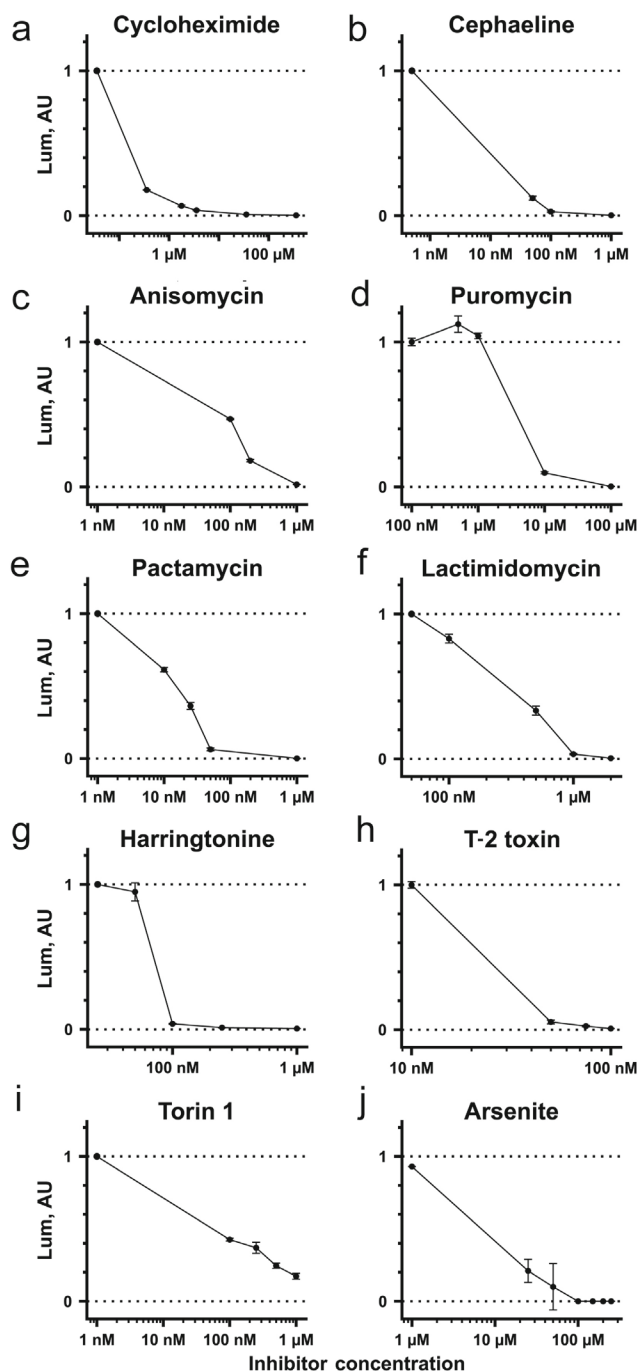 a Cycloheximide
b Cephaeline
Lum, AU
1
0
1
0
1 µM 100 µM
1 nM 10 nM 100 nM 1 µM
c Anisomycin
d Puromycin
Lum, AU
1
0
1
0
1 nM 10 nM 100 nM 1 µM
100 nM 1 µM 10 µM 100 µM
e Pactamycin
f Lactimidomycin
Lum, AU
1
0
1
0
1 nM 10 nM 100 nM 1 µM
100 nM 1 µM
g Harringtonine
h T-2 toxin
Lum, AU
1
0
1
0
100 nM 1 µM
10 nM 100 nM
i Torin 1
j Arsenite
Lum, AU
1
0
1
0
1 nM 10 nM 100 nM 1 µM
1 µM 10 µM 100 µM
Inhibitor concentration